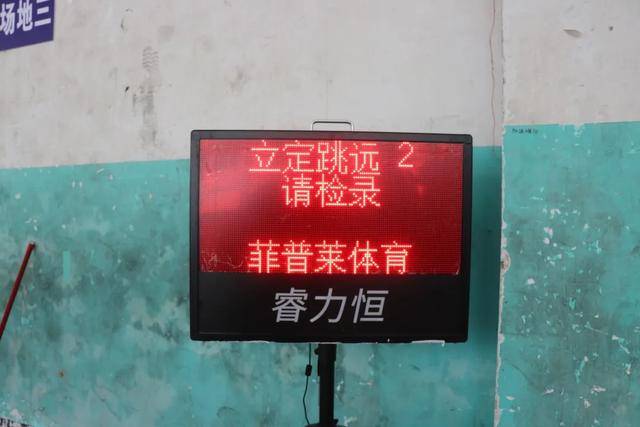 场地三
立定跳远 2
请检录
菲普莱体育
睿力恒